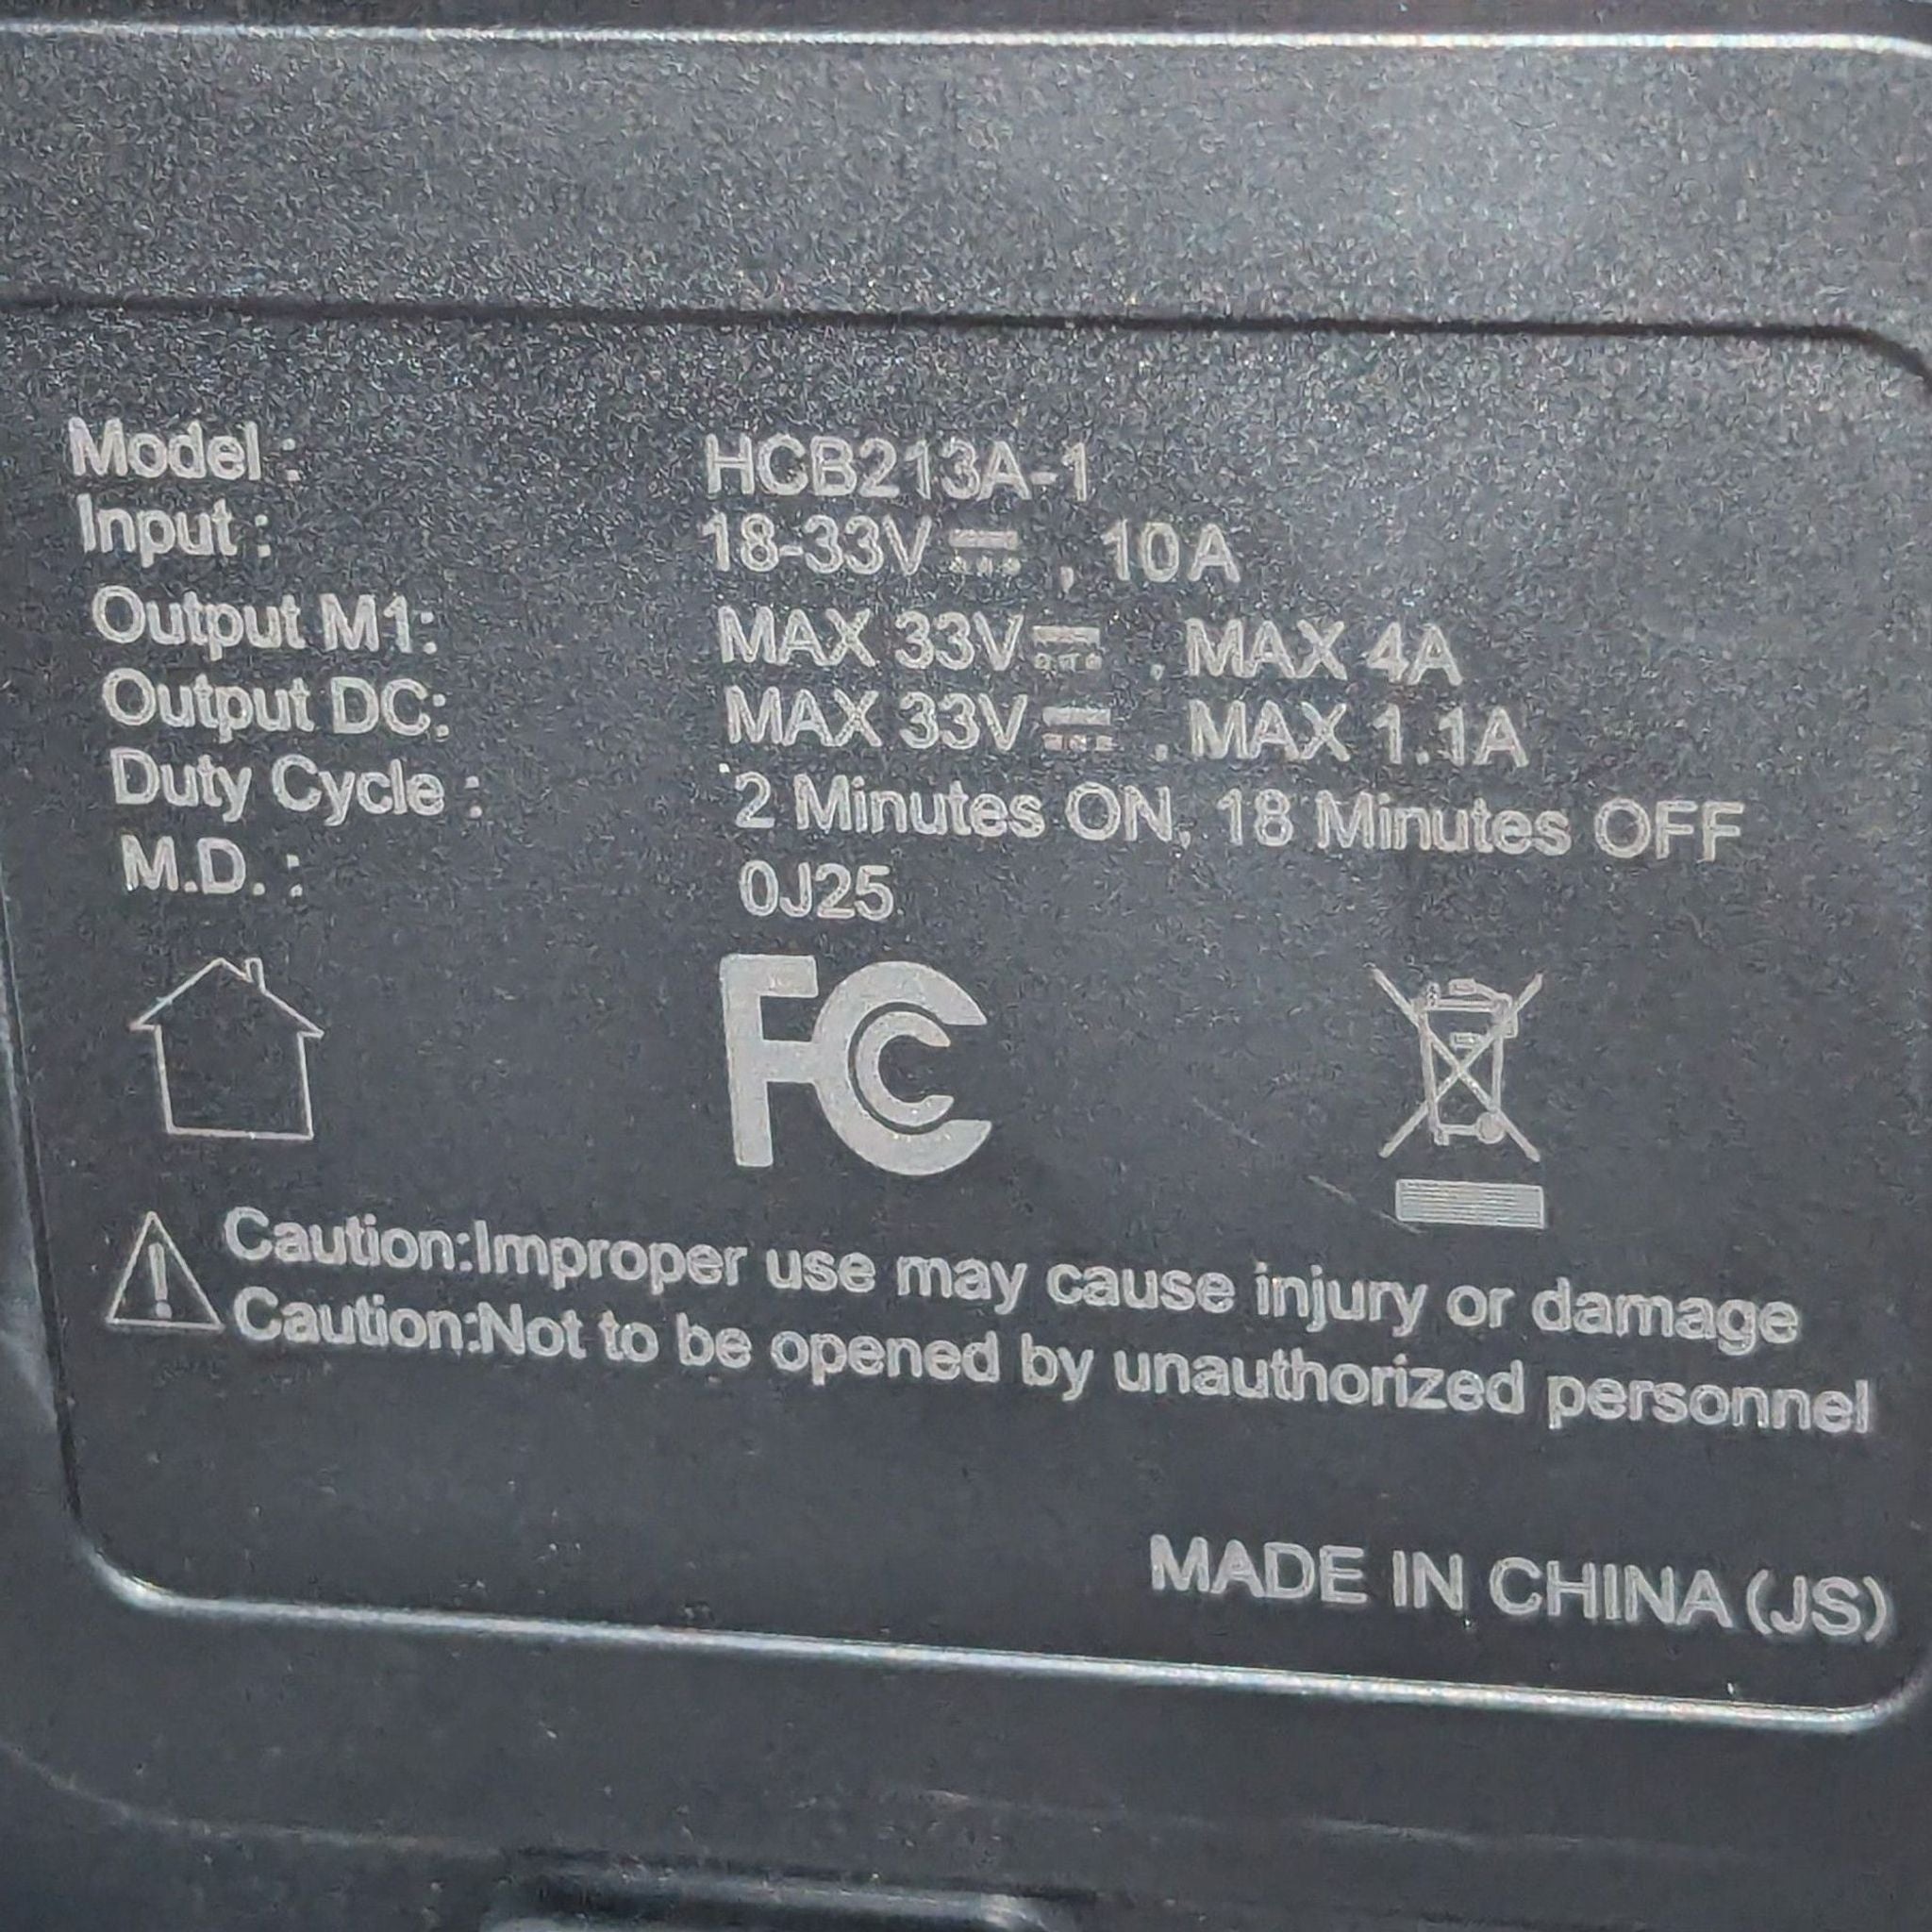 Model : HCB213A-1
Input : 18-33V ⎓ , 10A
Output M1: MAX 33V ⎓ , MAX 4A
Output DC: MAX 33V ⎓ , MAX 1.1A
Duty Cycle : 2 Minutes ON, 18 Minutes OFF
M.D. : 0J25
FC
Caution:Improper use may cause injury or damage
Caution:Not to be opened by unauthorized personnel
MADE IN CHINA(JS)